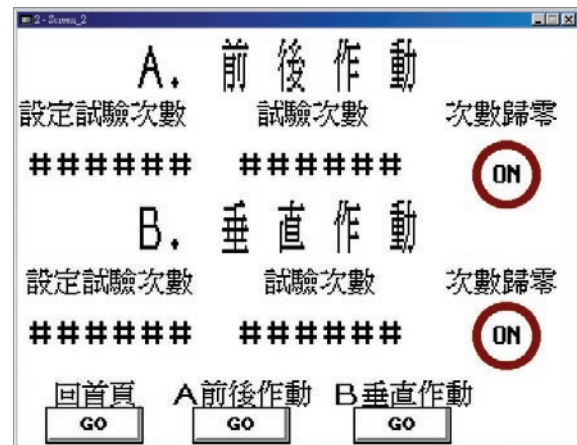 2 - Screen_2
A. 前後作動
設定試驗次數 試驗次數 次數歸零
###### ###### ON
B. 垂直作動
設定試驗次數 試驗次數 次數歸零
###### ###### ON
回首頁 A前後作動 B垂直作動
GO GO GO